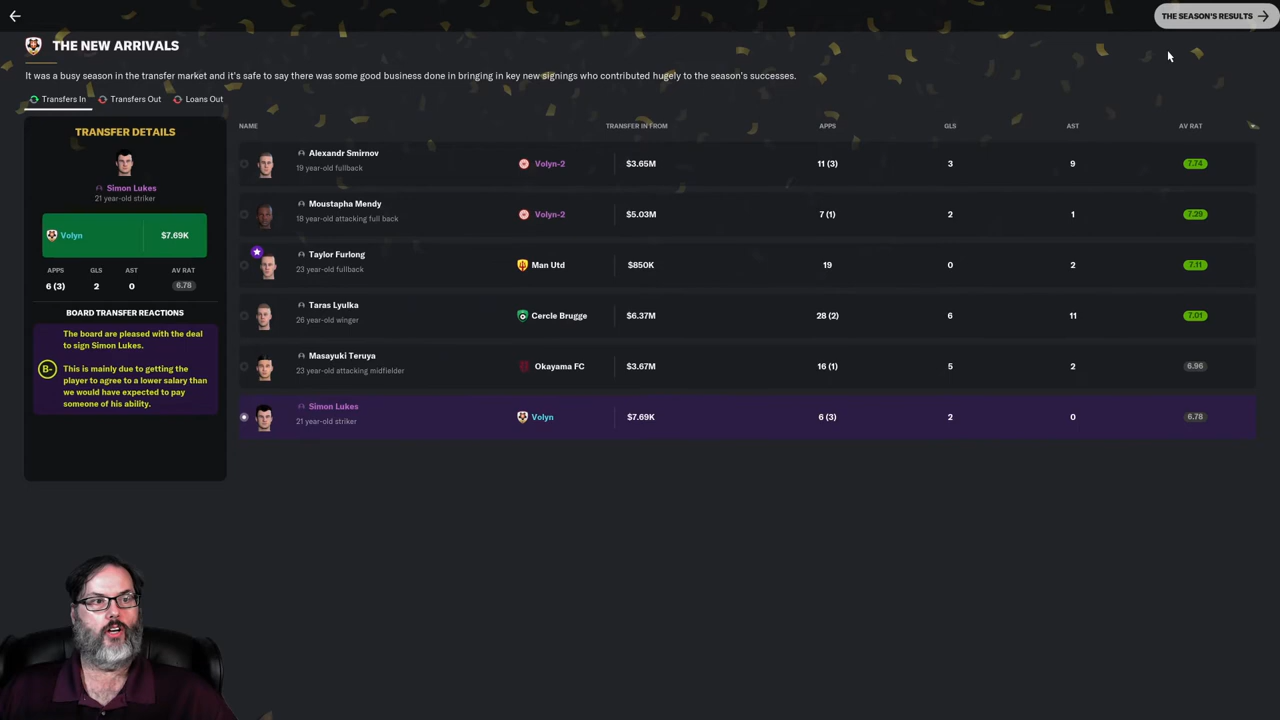 THE SEASON'S RESULTS
THE NEW ARRIVALS
It was a busy season in the transfer market and it's safe to say there was some good business done in bringing in key new signings who contributed hugely to the season's successes.
Transfers In Transfers Out Loans Out
TRANSFER DETAILS
Simon Lukes
21 year-old striker
Volyn $7.69K
APPS GLS AST AV RAT
6 (3) 2 0 6.78
BOARD TRANSFER REACTIONS
The board are pleased with the deal
to sign Simon Lukes.
B-
This is mainly due to getting the
player to agree to a lower salary than
we would have expected to pay
someone of his ability.
NAME TRANSFER IN FROM APPS GLS AST AV RAT
Alexandr Smirnov
19 year-old fullback
Volyn-2 $3.65M 11 (3) 3 9 7.74
Moustapha Mendy
18 year-old attacking full back
Volyn-2 $5.03M 7 (1) 2 1 7.29
Taylor Furlong
23 year-old fullback
Man Utd $850K 19 0 2 7.11
Taras Lyulka
26 year-old winger
Cercle Brugge $6.37M 28 (2) 6 11 7.01
Masayuki Teruya
23 year-old attacking midfielder
Okayama FC $3.67M 16 (1) 5 2 6.96
Simon Lukes
21 year-old striker
Volyn $7.69K 6 (3) 2 0 6.78